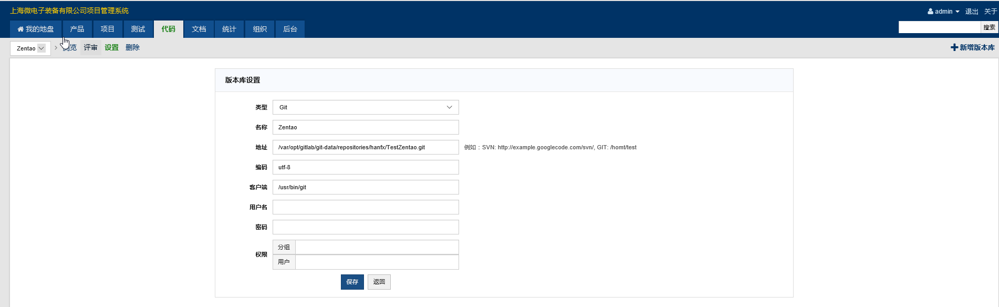 上海微电子装备有限公司项目管理系统
admin 退出 关于
我的地盘 产品 项目 测试 代码 文档 统计 组织 后台 搜索
Zentao 览 评审 设置 删除 新增版本库
版本库设置
类型 Git
名称 Zentao
地址 /var/opt/gitlab/git-data/repositories/hanfx/TestZentao.git 例如：SVN: http://example.googlecode.com/svn/, GIT: /homt/test
编码 utf-8
客户端 /usr/bin/git
用户名
密码
权限 分组
用户
保存 返回